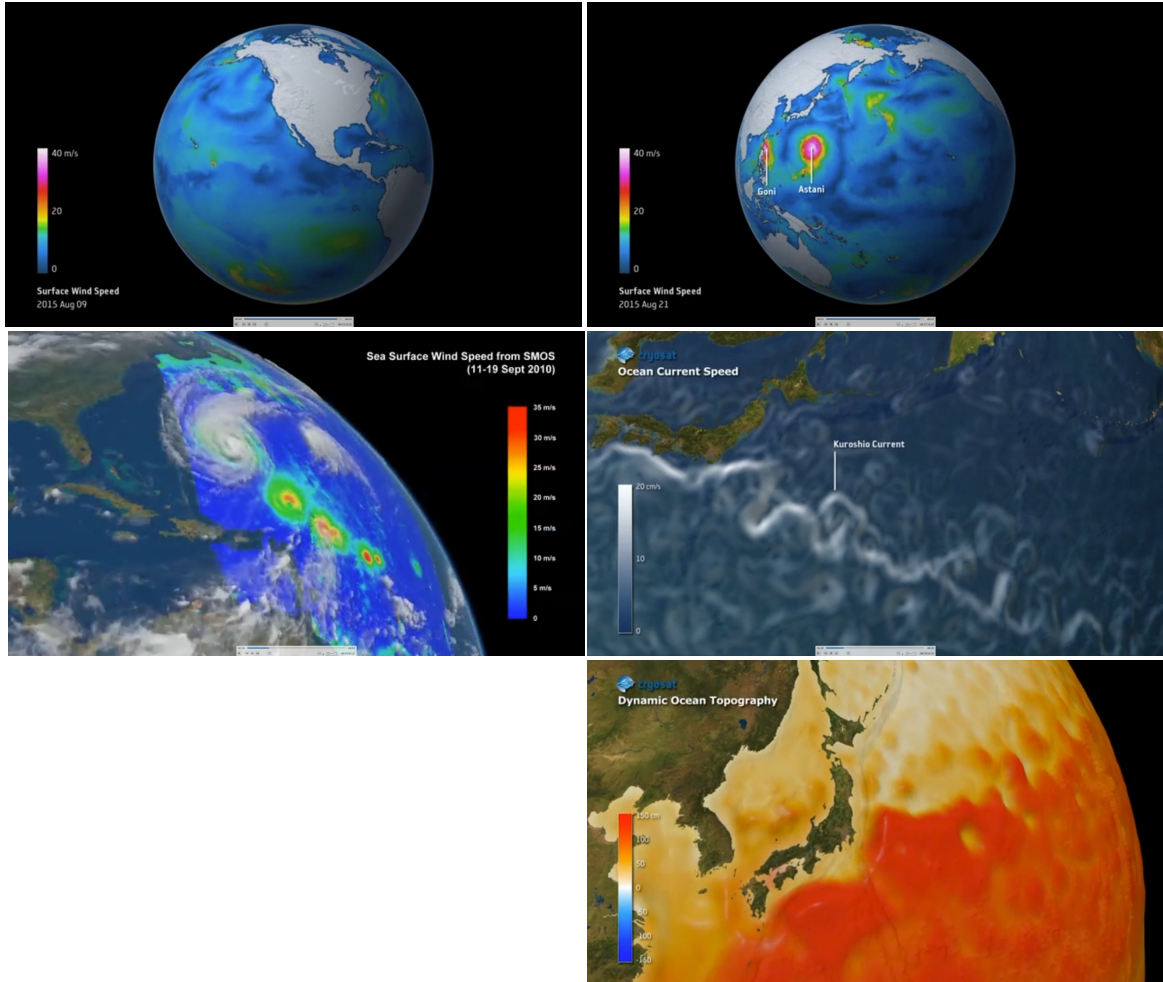 40 m/s
20
0
Surface Wind Speed
2015 Aug 09
40 m/s
20
0
Goni
Astani
Surface Wind Speed
2015 Aug 21
Sea Surface Wind Speed from SMOS
(11-19 Sept 2010)
35 m/s
30 m/s
25 m/s
20 m/s
15 m/s
10 m/s
5 m/s
0
cryosat
Ocean Current Speed
Kuroshio Current
20 cm/s
10
0
cryosat
Dynamic Ocean Topography
150 cm
100
50
0
-50
-100
-150